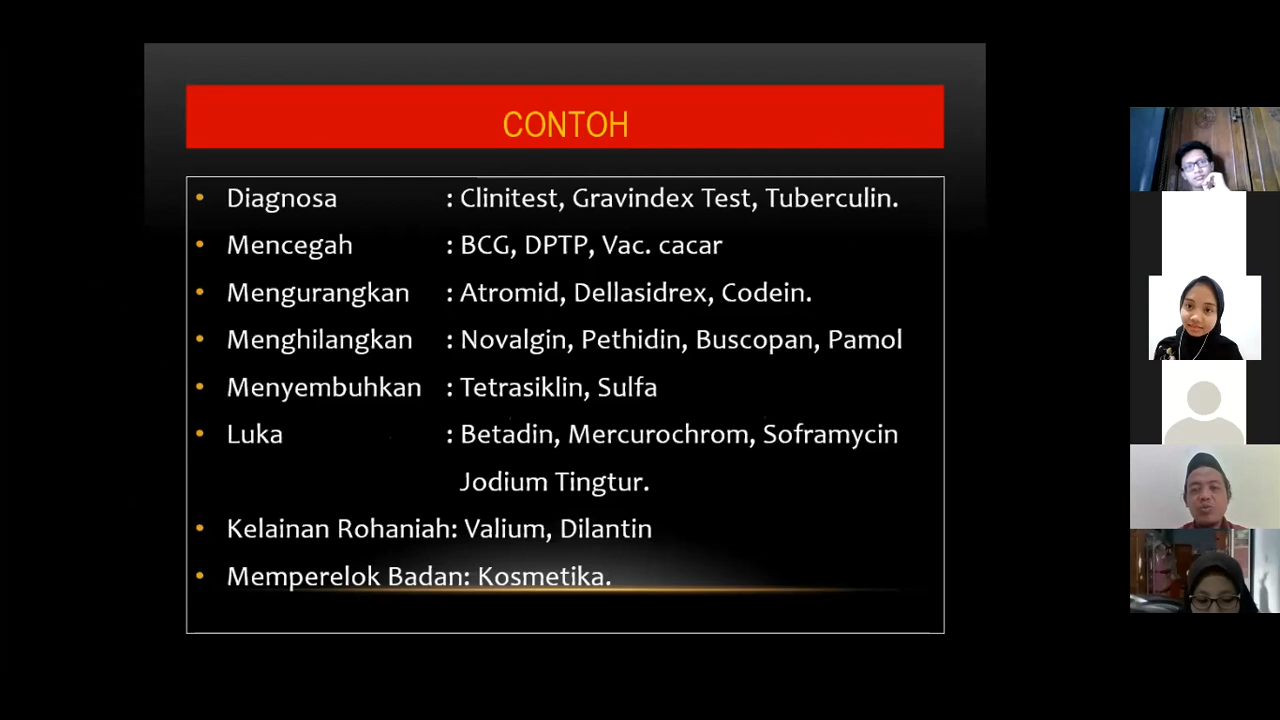 CONTOH
• Diagnosa : Clinitest, Gravindex Test, Tuberculin.
• Mencegah : BCG, DPTP, Vac. cacar
• Mengurangkan : Atromid, Dellasidrex, Codein.
• Menghilangkan : Novalgin, Pethidin, Buscopan, Pamol
• Menyembuhkan : Tetrasiklin, Sulfa
• Luka : Betadin, Mercurochrom, Soframycin
Jodium Tingtur.
• Kelainan Rohaniah: Valium, Dilantin
• Memperelok Badan: Kosmetika.